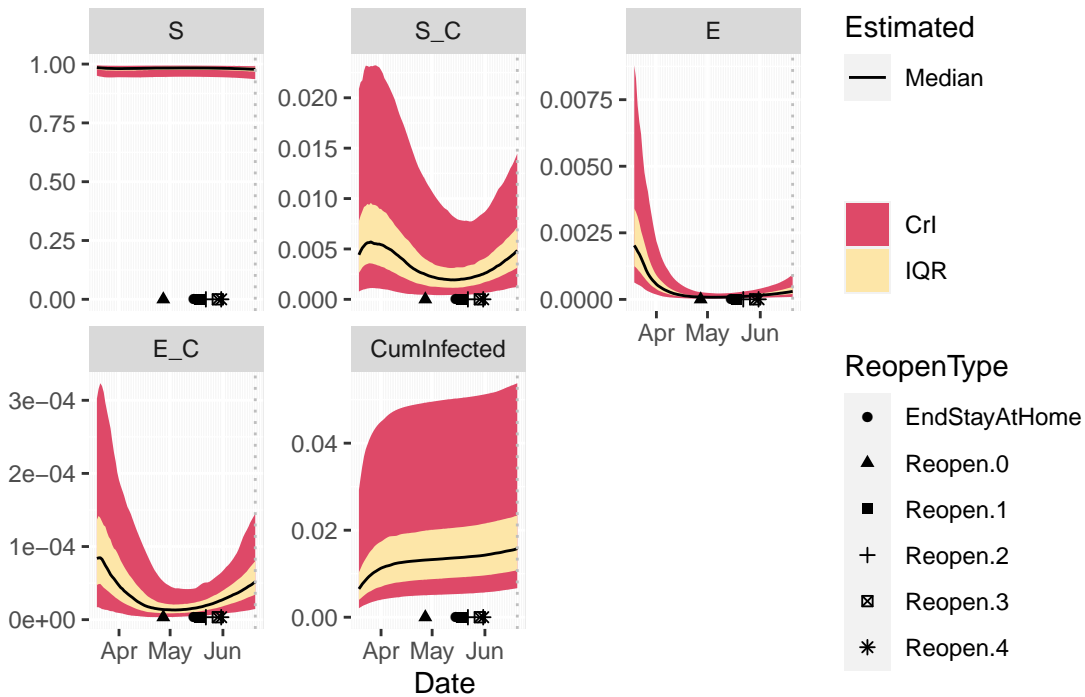 S
S_C
E
1.00
0.75
0.50
0.25
0.00
0.020
0.015
0.010
0.005
0.000
0.0075
0.0050
0.0025
0.0000
Apr May Jun
E_C
CumInfected
3e−04
2e−04
1e−04
0e+00
0.04
0.02
0.00
Apr May Jun
Apr May Jun
Date
Estimated
Median
CrI
IQR
ReopenType
EndStayAtHome
Reopen.0
Reopen.1
Reopen.2
Reopen.3
Reopen.4